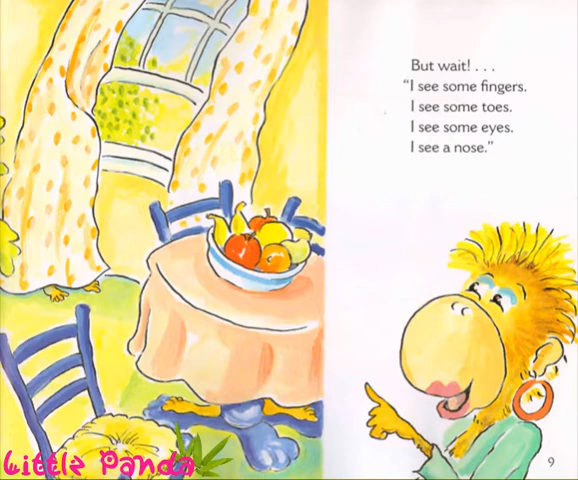 But wait! . . .
“I see some fingers.
I see some toes.
I see some eyes.
I see a nose.”
9
Little Panda